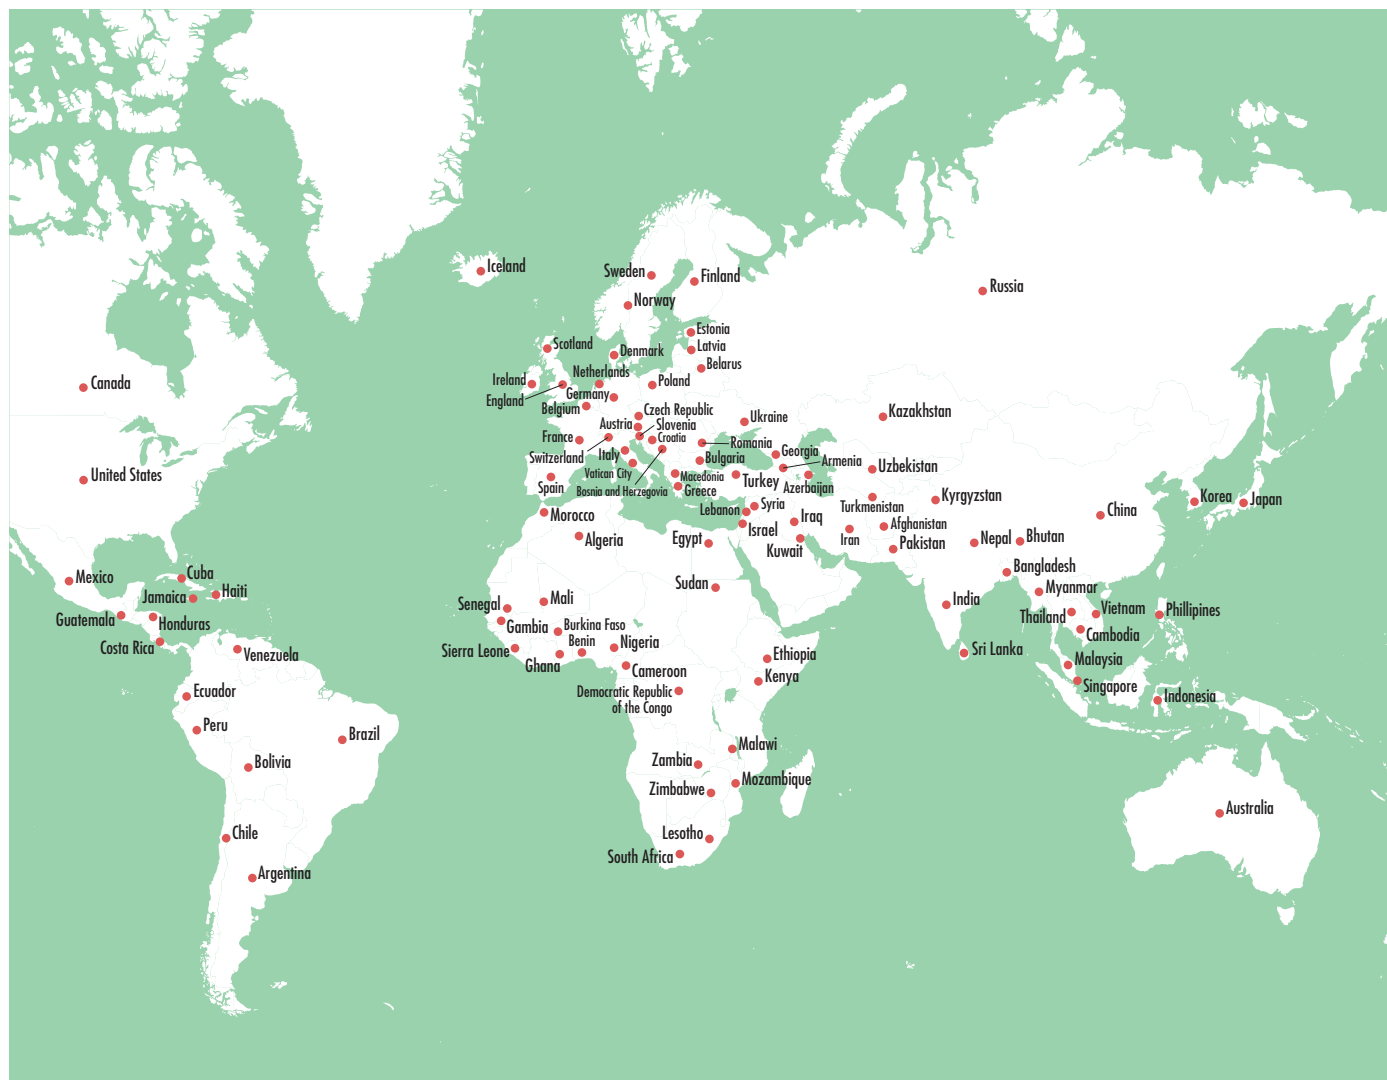 Iceland
Sweden
Finland
Russia
Norway
Estonia
Scotland
Latvia
Denmark
Belarus
Netherlands
Canada
Ireland
Poland
England
Germany
Belgium
Czech Republic
Kazakhstan
Ukraine
Austria
Slovenia
France
Croatia
Romania
Switzerland
Italy
Georgia
Bulgaria
Armenia
Uzbekistan
United States
Vatican City
Macedonia
Turkey
Azerbaijan
Spain
Bosnia and Herzegovia
Greece
Kyrgyzstan
Korea
Japan
Turkmenistan
Syria
Lebanon
China
Morocco
Iraq
Afghanistan
Israel
Algeria
Egypt
Iran
Nepal
Bhutan
Kuwait
Pakistan
Bangladesh
Cuba
Mexico
Sudan
Myanmar
Haiti
Jamaica
Mali
India
Senegal
Vietnam
Phillipines
Guatemala
Thailand
Honduras
Gambia
Burkina Faso
Cambodia
Benin
Nigeria
Costa Rica
Sierra Leone
Sri Lanka
Venezuela
Ethiopia
Malaysia
Ghana
Cameroon
Kenya
Singapore
Ecuador
Democratic Republic
of the Congo
Indonesia
Peru
Brazil
Malawi
Bolivia
Zambia
Mozambique
Zimbabwe
Australia
Chile
Lesotho
South Africa
Argentina